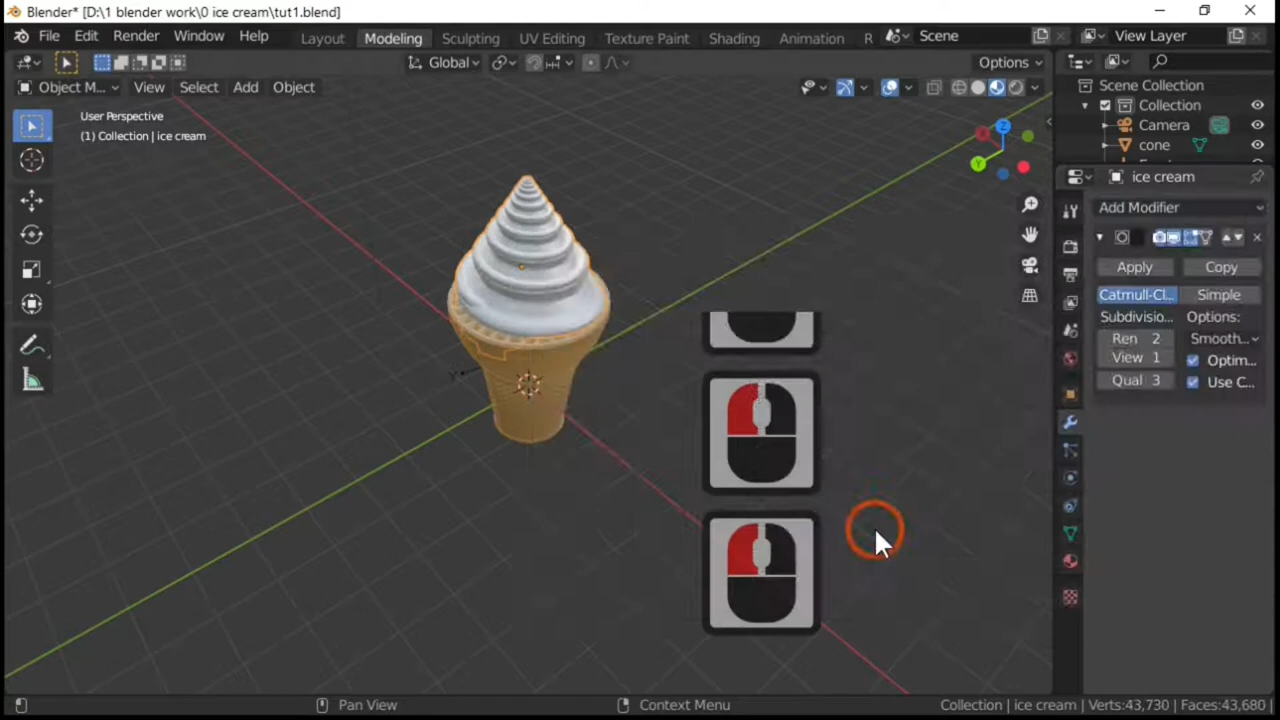 Blender* [D:\1 blender work\0 ice cream\tut1.blend]
File Edit Render Window Help Layout Modeling Sculpting UV Editing Texture Paint Shading Animation R Scene View Layer
Global Options
Object M... View Select Add Object
User Perspective
(1) Collection | ice cream
Z
Y
Scene Collection
Collection
Camera
cone
ice cream
Add Modifier
Apply Copy
Catmull-Cl... Simple
Subdivisio... Options:
Ren 2 Smooth...
View 1 Optim...
Qual 3 Use C...
Pan View Context Menu Collection | ice cream | Verts:43,730 | Faces:43,680 |